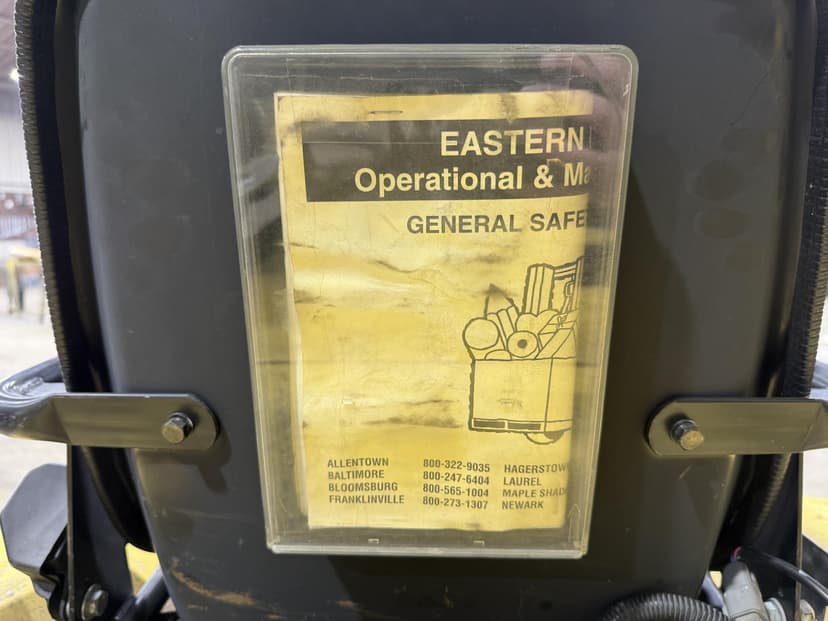 EASTERN
Operational & Ma
GENERAL SAFE
ALLENTOWN 800-322-9035 HAGERSTOW
BALTIMORE 800-247-6404 LAUREL
BLOOMSBURG 800-565-1004 MAPLE SHAD
FRANKLINVILLE 800-273-1307 NEWARK